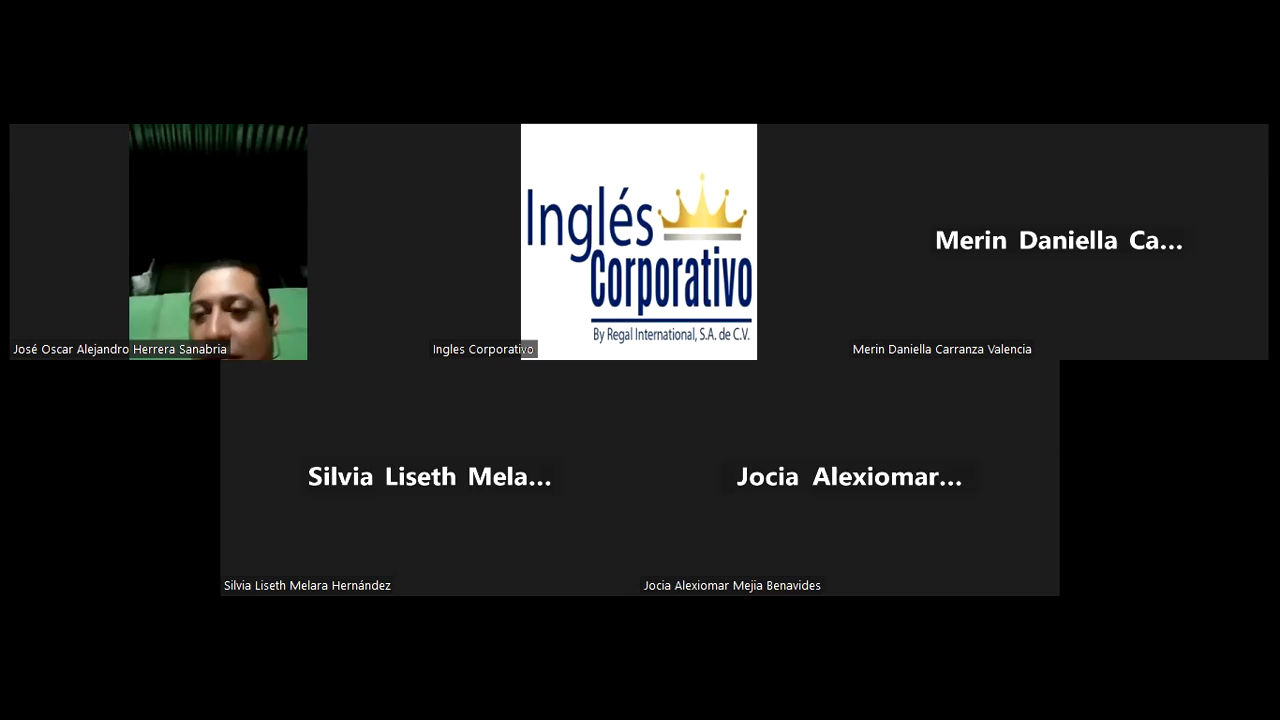 Inglés
Corporativo
By Regal International, S.A. de C.V.
Merin Daniella Ca...
José Oscar Alejandro Herrera Sanabria
Ingles Corporativo
Merin Daniella Carranza Valencia
Silvia Liseth Mela...
Jocia Alexiomar...
Silvia Liseth Melara Hernández
Jocia Alexiomar Mejia Benavides